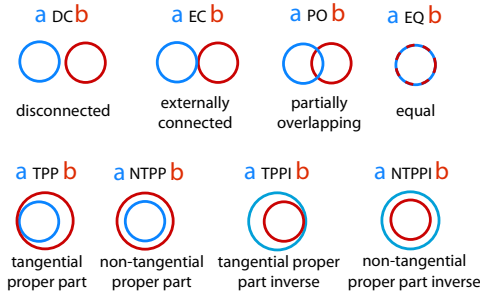 a DC b
a EC b
a PO b
a EQ b
disconnected
externally
connected
partially
overlapping
equal
a TPP b
a NTPP b
a TPPI b
a NTPPI b
tangential
proper part
non-tangential
proper part
tangential proper
part inverse
non-tangential
proper part inverse